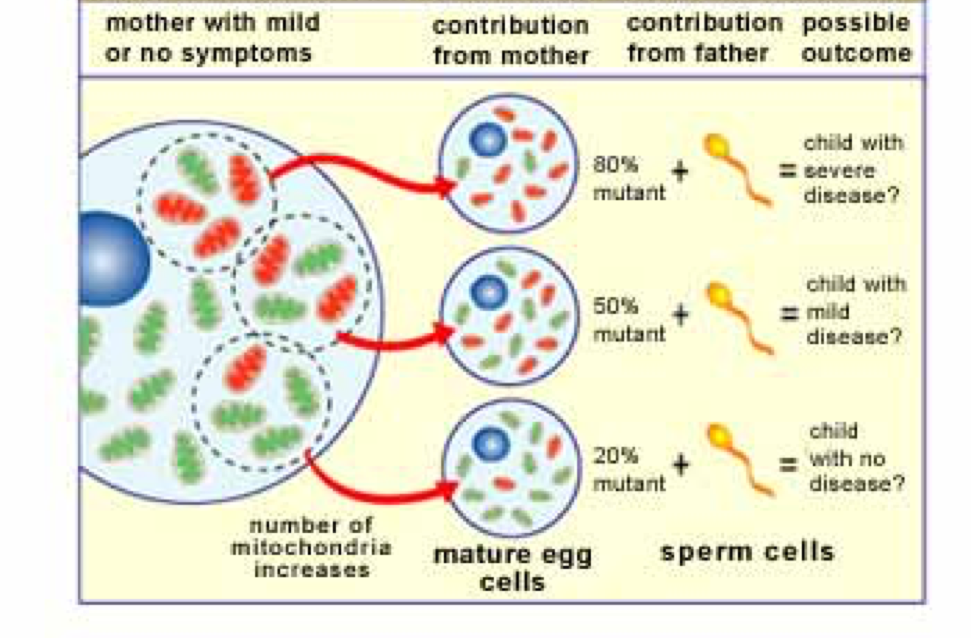 mother with mild
or no symptoms
contribution
from mother
contribution
from father
possible
outcome
80%
mutant
+
=
child with
severe
disease?
50%
mutant
+
=
child with
mild
disease?
20%
mutant
+
=
child
with no
disease?
number of
mitochondria
increases
mature egg
cells
sperm cells